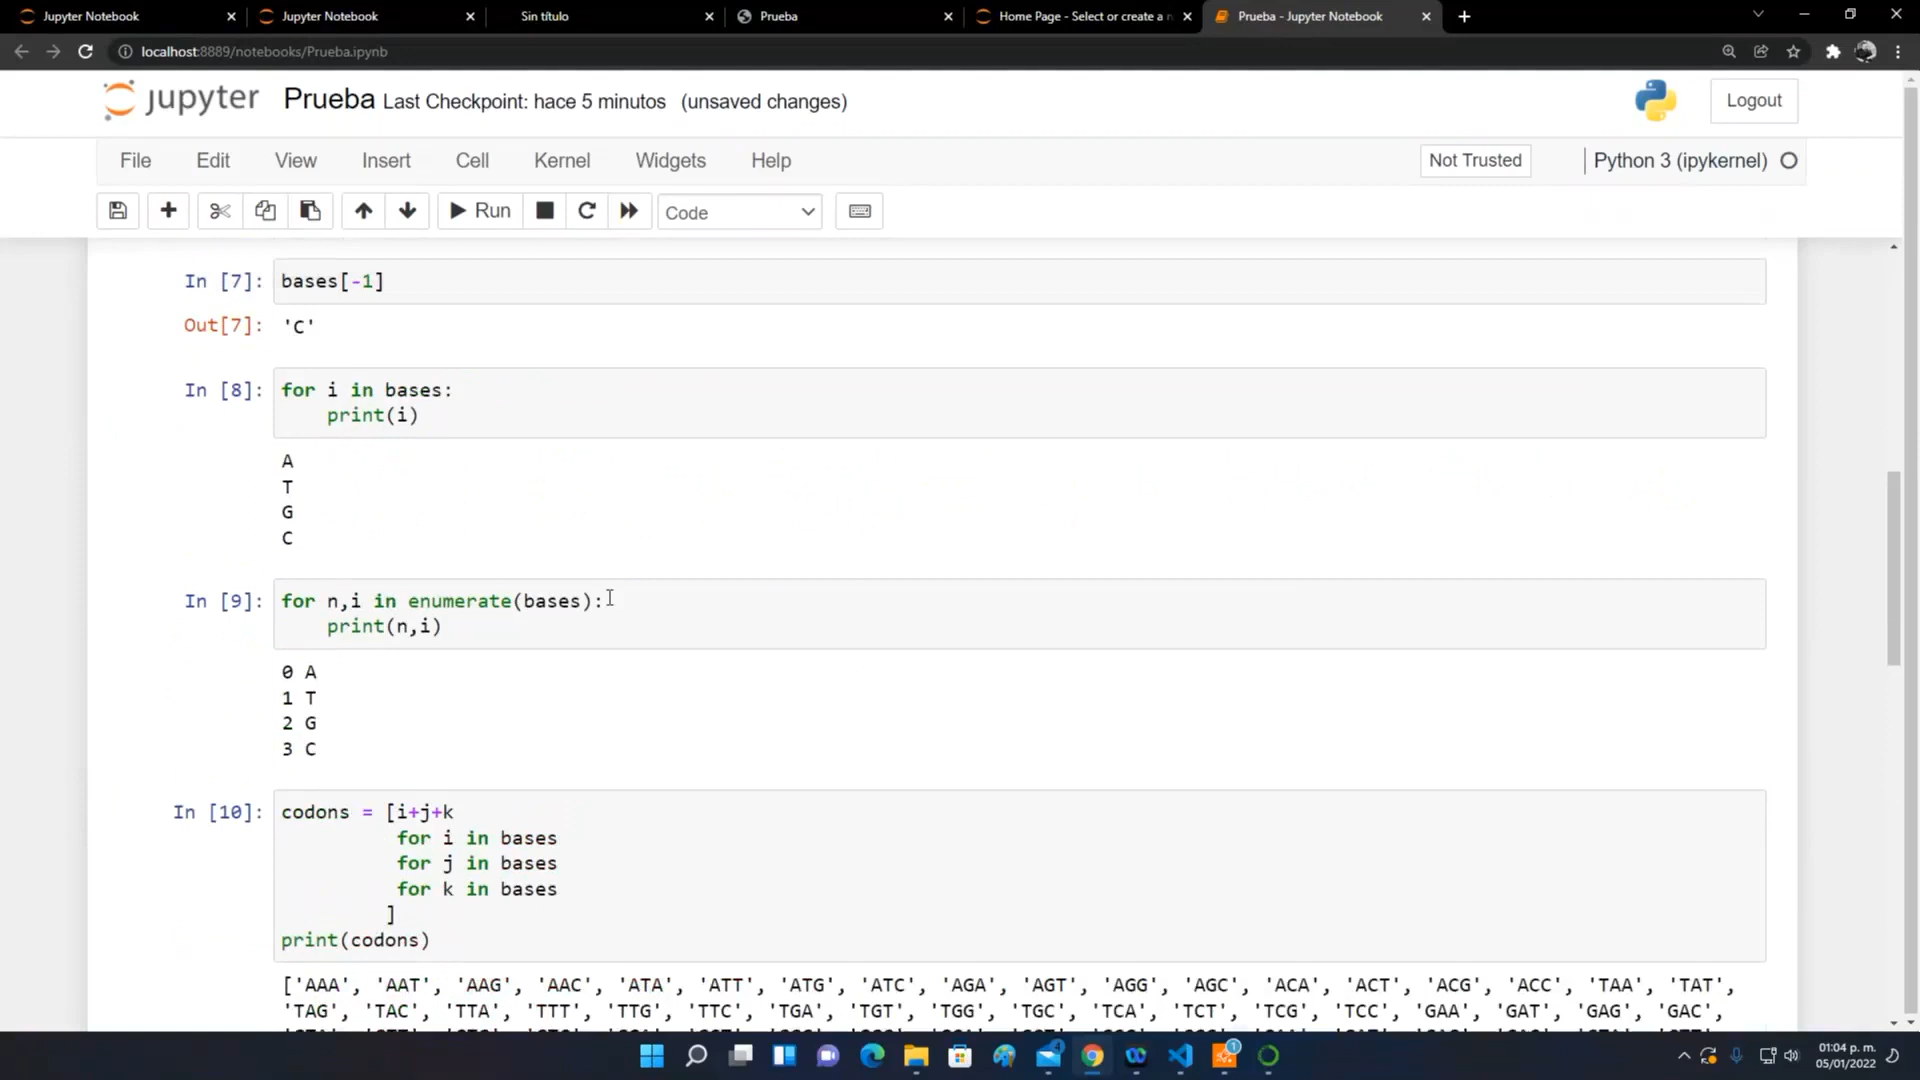 Jupyter Notebook
Jupyter Notebook
Sin título
Prueba
Home Page - Select or create a n
Prueba - Jupyter Notebook
localhost:8889/notebooks/Prueba.ipynb
jupyter Prueba Last Checkpoint: hace 5 minutos (unsaved changes)
Logout
File Edit View Insert Cell Kernel Widgets Help
Not Trusted
Python 3 (ipykernel)
Run
Code
In [7]: bases[-1]
Out[7]: 'C'
In [8]: for i in bases:
print(i)
A
T
G
C
In [9]: for n,i in enumerate(bases):
print(n,i)
0 A
1 T
2 G
3 C
In [10]: codons = [i+j+k
for i in bases
for j in bases
for k in bases
]
print(codons)
['AAA', 'AAT', 'AAG', 'AAC', 'ATA', 'ATT', 'ATG', 'ATC', 'AGA', 'AGT', 'AGG', 'AGC', 'ACA', 'ACT', 'ACG', 'ACC', 'TAA', 'TAT',
'TAG', 'TAC', 'TTA', 'TTT', 'TTG', 'TTC', 'TGA', 'TGT', 'TGG', 'TGC', 'TCA', 'TCT', 'TCG', 'TCC', 'GAA', 'GAT', 'GAG', 'GAC',
4
1
01:04 p. m.
05/01/2022